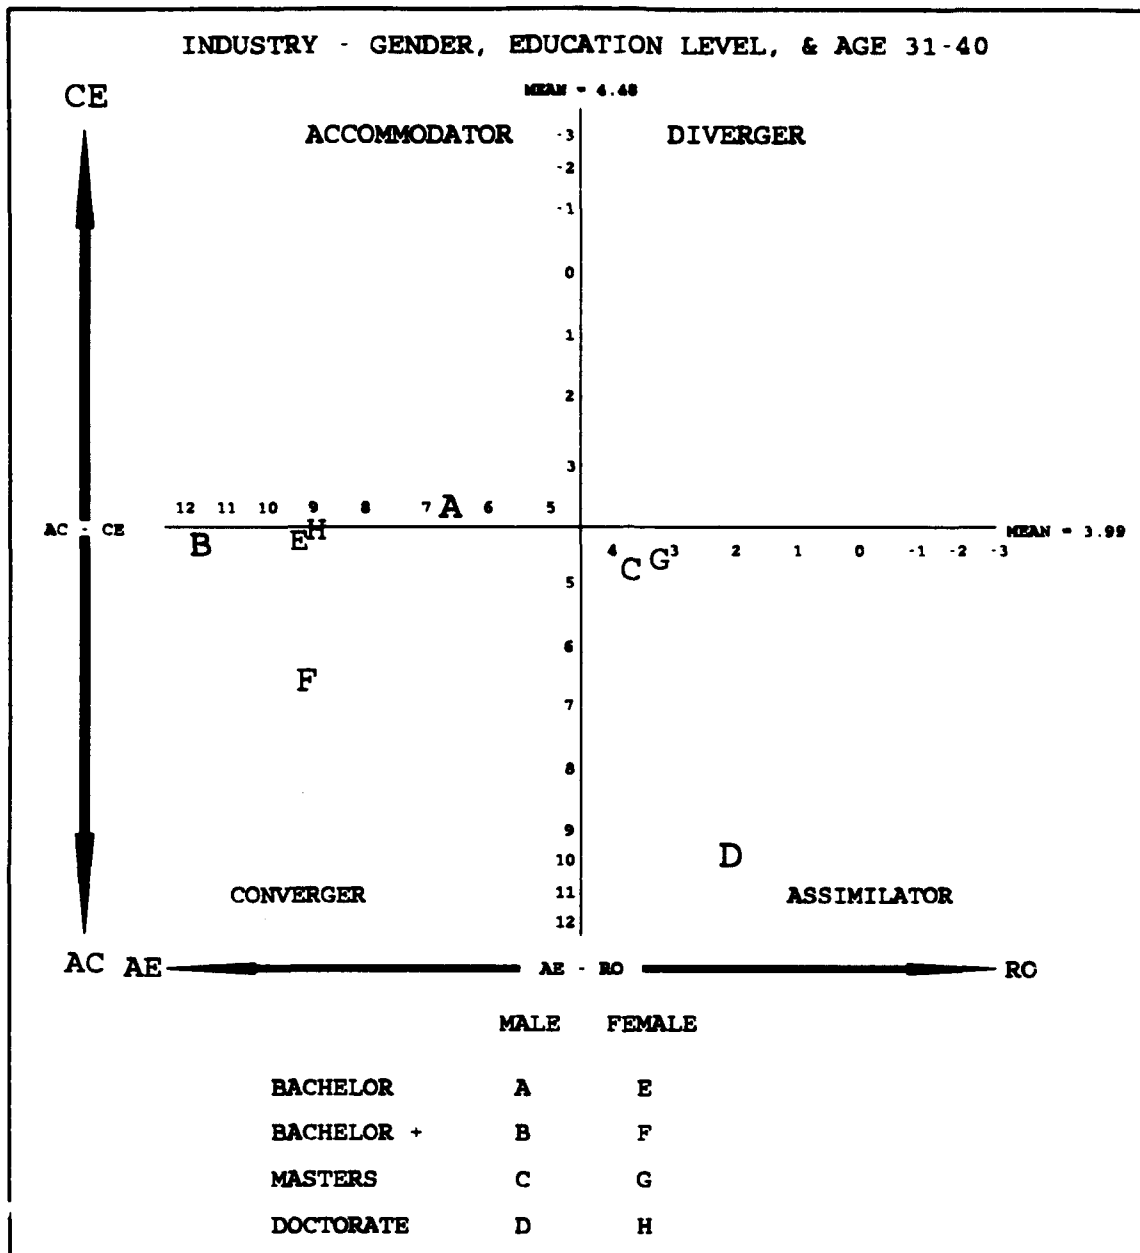 INDUSTRY - GENDER, EDUCATION LEVEL, & AGE 31-40
MEAN - 4.48
CE
ACCOMMODATOR -3 DIVERGER
-2
-1
0
1
2
3
12 11 10 9 8 7 A 6 5
AC - CE
MEAN = 3.99
B E H
4 C G 3 2 1 0 -1 -2 -3
5
6
F
7
8
9
D
10
CONVERGER 11 ASSIMILATOR
12
AC AE AE - RO RO
MALE FEMALE
BACHELOR A E
BACHELOR + B F
MASTERS C G
DOCTORATE D H